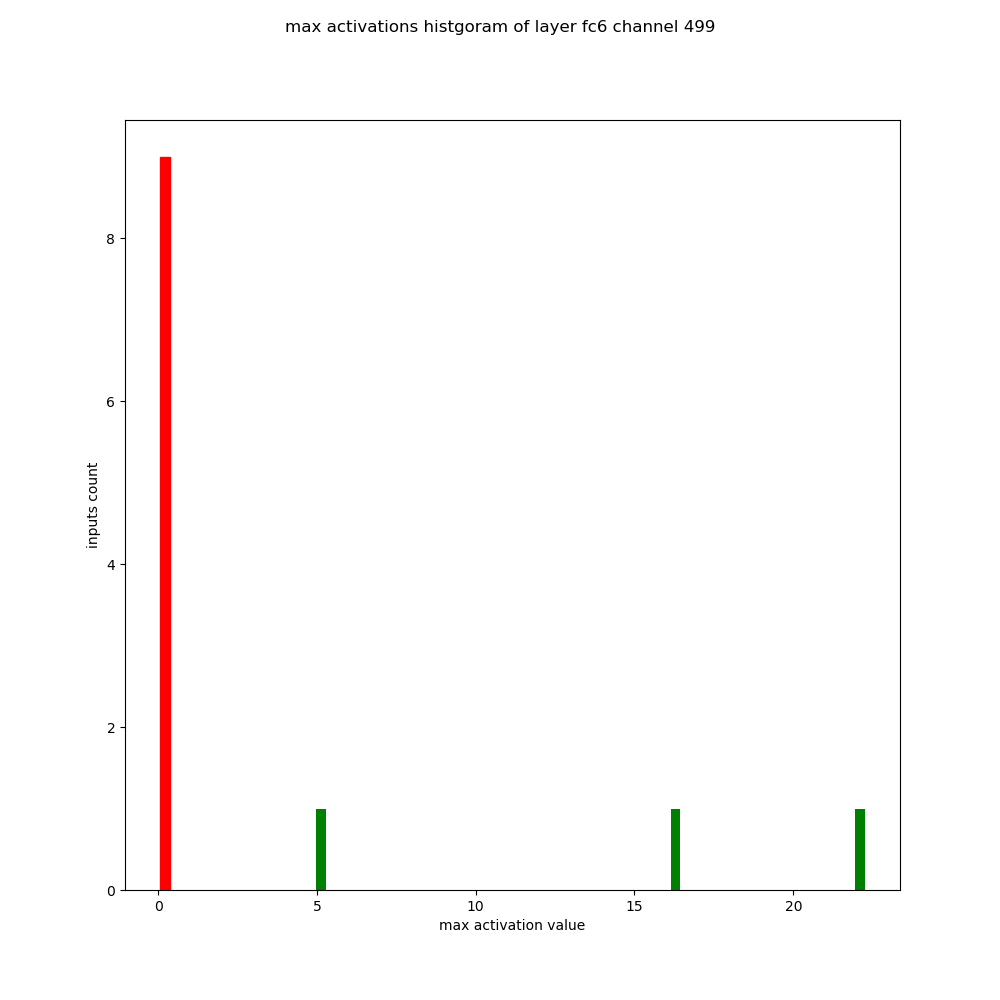 max activations histgoram of layer fc6 channel 499
8
6
4
2
0
inputs count
0 5 10 15 20
max activation value